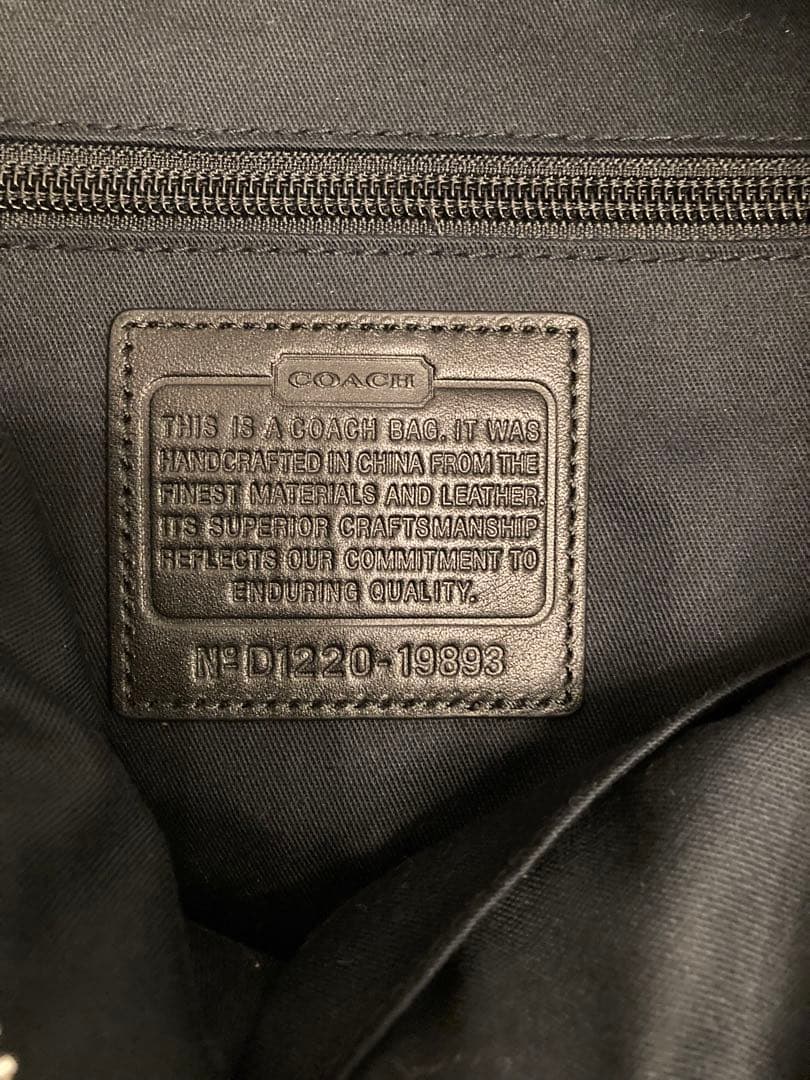 COACH
THIS IS A COACH BAG. IT WAS
HANDCRAFTED IN CHINA FROM THE
FINEST MATERIALS AND LEATHER.
ITS SUPERIOR CRAFTSMANSHIP
REFLECTS OUR COMMITMENT TO
ENDURING QUALITY.
Nº D1220-19893